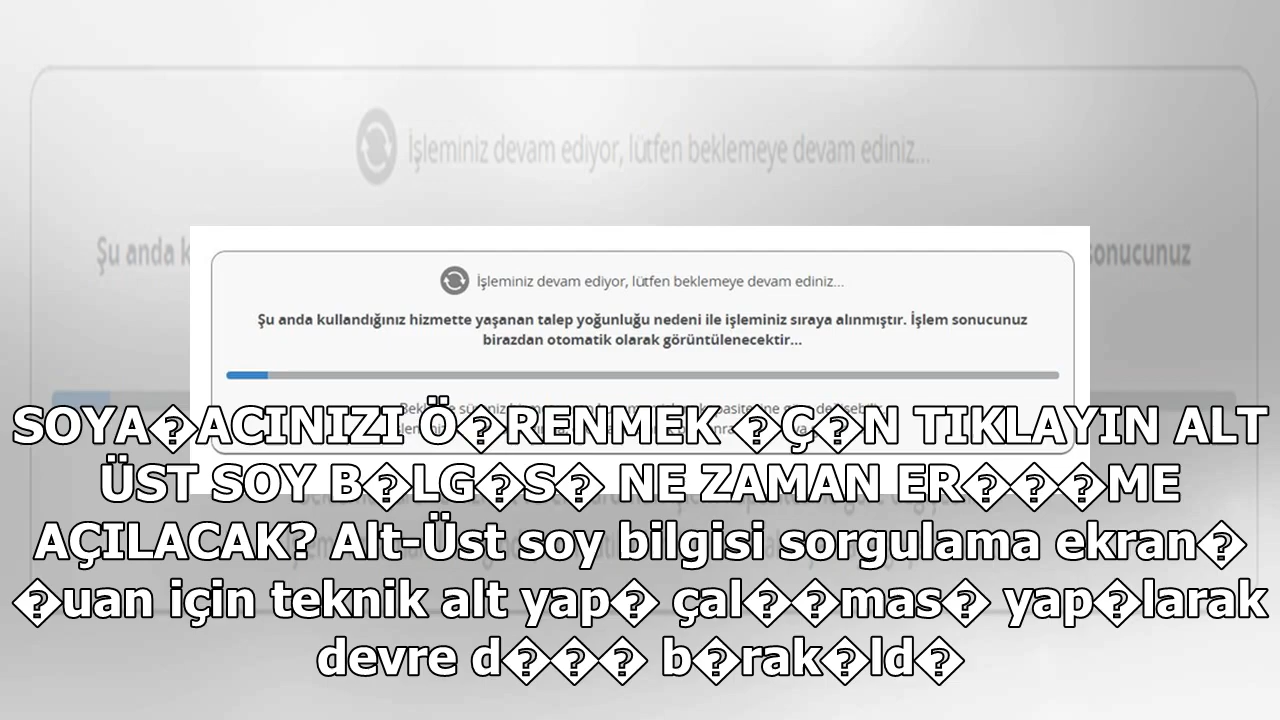 İşleminiz devam ediyor, lütfen beklemeye devam ediniz...
Şu anda k
sonucunuz
İşleminiz devam ediyor, lütfen beklemeye devam ediniz...
Şu anda kullandığınız hizmette yaşanan talep yoğunluğu nedeni ile işleminiz sıraya alınmıştır. İşlem sonucunuz
birazdan otomatik olarak görüntülenecektir...
SOYA�ACINIZI Ö�RENMEK �Ç�N TIKLAYIN ALT
ÜST SOY B�LG�S� NE ZAMAN ER���ME
AÇILACAK? Alt-Üst soy bilgisi sorgulama ekran�
�uan için teknik alt yap� çal��mas� yap�larak
devre d��� b�rak�ld�